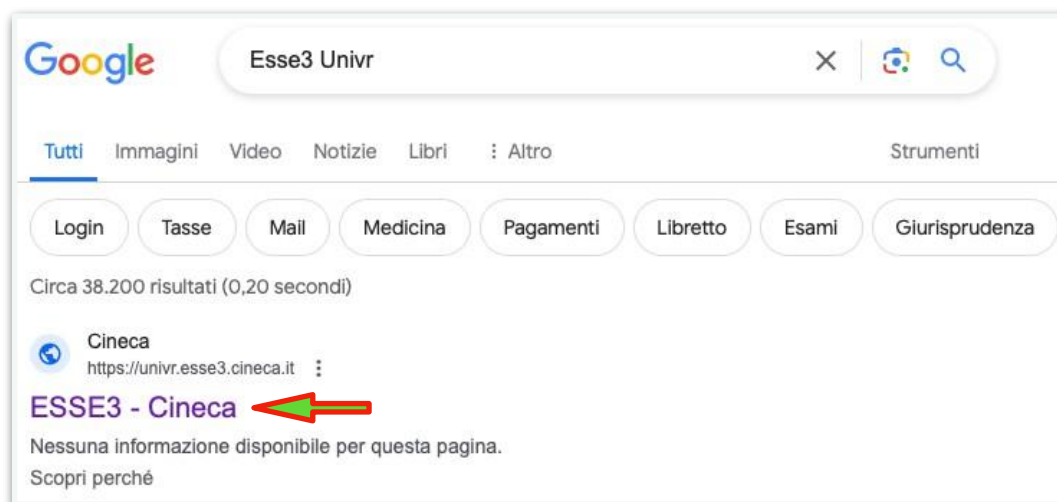 Google Esse3 Univr
Tutti Immagini Video Notizie Libri Altro Strumenti
Login Tasse Mail Medicina Pagamenti Libretto Esami Giurisprudenza
Circa 38.200 risultati (0,20 secondi)
Cineca
https://univr.esse3.cineca.it
ESSE3 - Cineca
Nessuna informazione disponibile per questa pagina.
Scopri perché